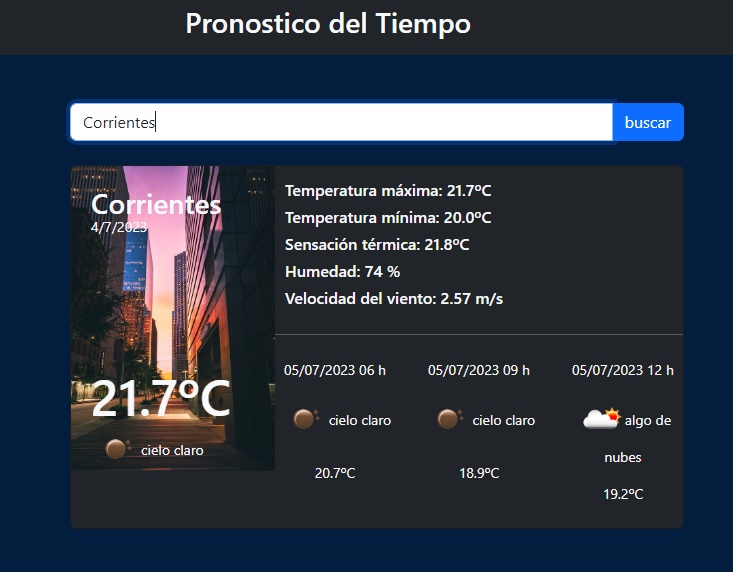 Pronostico del Tiempo
Corrientes
buscar
Corrientes
4/7/2023
21.7ºC
cielo claro
Temperatura máxima: 21.7ºC
Temperatura mínima: 20.0ºC
Sensación térmica: 21.8ºC
Humedad: 74 %
Velocidad del viento: 2.57 m/s
05/07/2023 06 h
cielo claro
20.7ºC
05/07/2023 09 h
cielo claro
18.9ºC
05/07/2023 12 h
algo de
nubes
19.2ºC